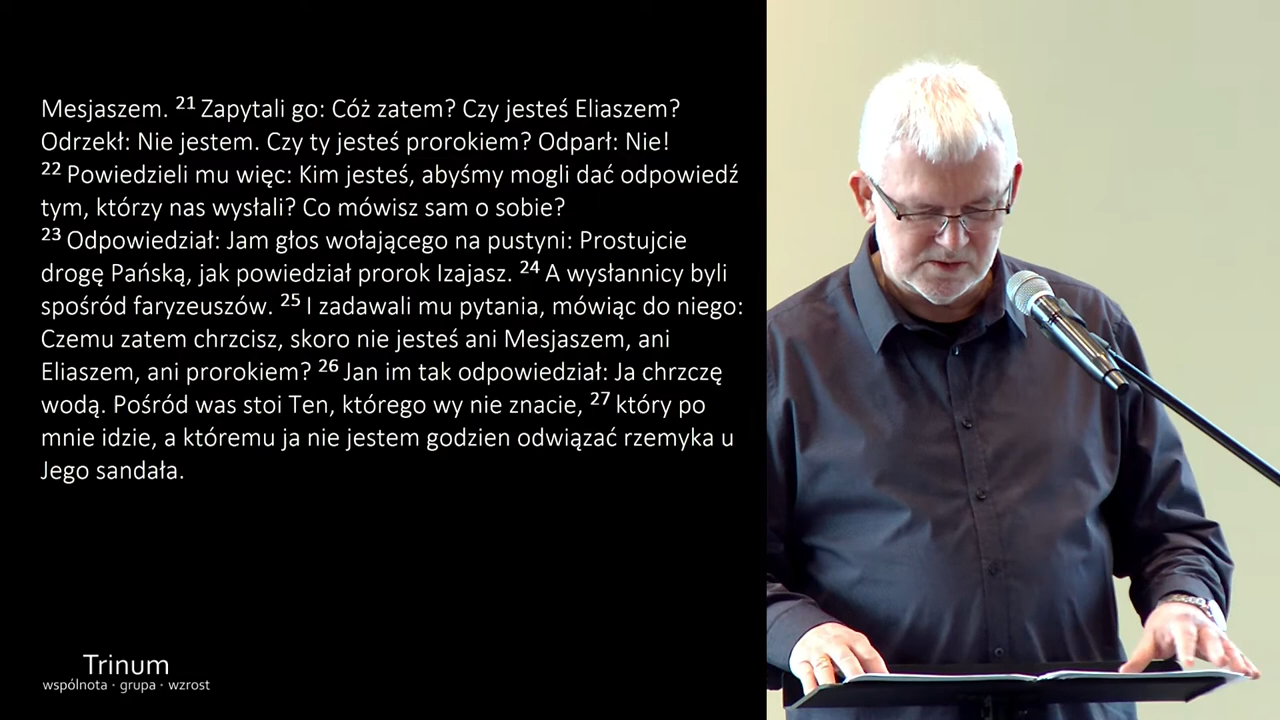 Mesjaszem. 21 Zapytali go: Cóż zatem? Czy jesteś Eliaszem?
Odrzekł: Nie jestem. Czy ty jesteś prorokiem? Odparł: Nie!
22 Powiedzieli mu więc: Kim jesteś, abyśmy mogli dać odpowiedź
tym, którzy nas wysłali? Co mówisz sam o sobie?
23 Odpowiedział: Jam głos wołającego na pustyni: Prostujcie
drogę Pańską, jak powiedział prorok Izajasz. 24 A wysłannicy byli
spośród faryzeuszów. 25 I zadawali mu pytania, mówiąc do niego:
Czemu zatem chrzcisz, skoro nie jesteś ani Mesjaszem, ani
Eliaszem, ani prorokiem? 26 Jan im tak odpowiedział: Ja chrzczę
wodą. Pośród was stoi Ten, którego wy nie znacie, 27 który po
mnie idzie, a któremu ja nie jestem godzien odwiązać rzemyka u
Jego sandała.
Trinum
wspólnota · grupa · wzrost